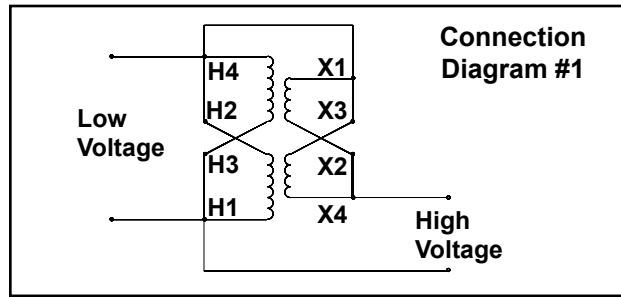 Connection
Diagram #1
H4
X1
H2
X3
Low
Voltage
H3
X2
H1
X4
High
Voltage